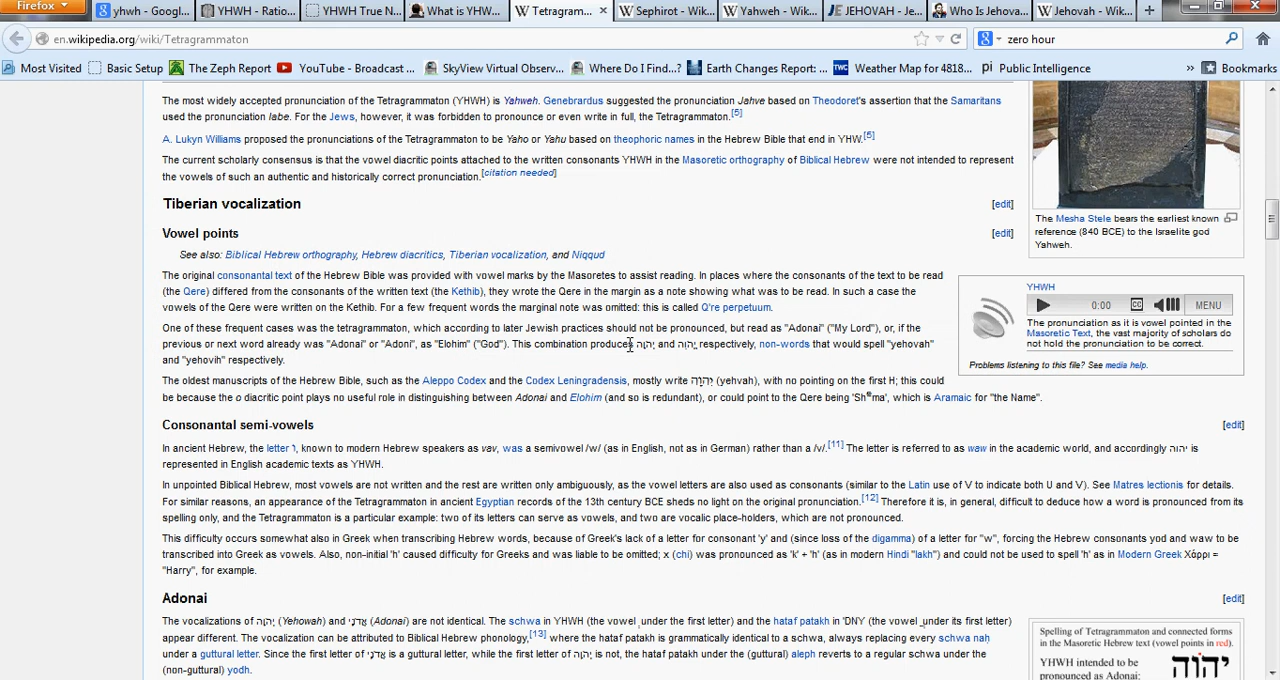 Firefox
yhwh - Googl...
YHWH - Ratio...
YHWH True N...
What is YHW...
Tetragram...
Sephirot - Wik...
Yahweh - Wik...
JEHOVAH - Je...
Who Is Jehova...
Jehovah - Wik...
en.wikipedia.org/wiki/Tetragrammaton
zero hour
Most Visited Basic Setup The Zeph Report YouTube - Broadcast ... SkyView Virtual Observ... Where Do I Find...? Earth Changes Report: ... TWC Weather Map for 4818... pi Public Intelligence » Bookmarks
The most widely accepted pronunciation of the Tetragrammaton (YHWH) is Yahweh. Genebrardus suggested the pronunciation Jahve based on Theodoret's assertion that the Samaritans
used the pronunciation Iabe. For the Jews, however, it was forbidden to pronounce or even write in full, the Tetragrammaton.[5]
A. Lukyn Williams proposed the pronunciations of the Tetragrammaton to be Yaho or Yahu based on theophoric names in the Hebrew Bible that end in YHW.[6]
The current scholarly consensus is that the vowel diacritic points attached to the written consonants YHWH in the Masoretic orthography of Biblical Hebrew were not intended to represent
the vowels of such an authentic and historically correct pronunciation.[citation needed]
The Mesha Stele bears the earliest known
reference (840 BCE) to the Israelite god
Yahweh.
Tiberian vocalization [edit]
Vowel points [edit]
See also: Biblical Hebrew orthography, Hebrew diacritics, Tiberian vocalization, and Niqqud
The original consonantal text of the Hebrew Bible was provided with vowel marks by the Masoretes to assist reading. In places where the consonants of the text to be read
(the Qere) differed from the consonants of the written text (the Kethib), they wrote the Qere in the margin as a note showing what was to be read. In such a case the
vowels of the Qere were written on the Kethib. For a few frequent words the marginal note was omitted: this is called Q're perpetuum.
One of these frequent cases was the tetragrammaton, which according to later Jewish practices should not be pronounced, but read as "Adonai" ("My Lord"), or, if the
previous or next word already was "Adonai" or "Adoni", as "Elohim" ("God"). This combination produces יְהֹוָה and יֱהֹוִה respectively, non-words that would spell "yehovah"
and "yehovih" respectively.
YHWH
0:00 CC MENU
The pronunciation as it is vowel pointed in the
Masoretic Text, the vast majority of scholars do
not hold the pronunciation to be correct.
Problems listening to this file? See media help.
The oldest manuscripts of the Hebrew Bible, such as the Aleppo Codex and the Codex Leningradensis, mostly write יְהוָה (yehvah), with no pointing on the first H; this could
be because the o diacritic point plays no useful role in distinguishing between Adonai and Elohim (and so is redundant), or could point to the Qere being 'Shᵉma', which is Aramaic for "the Name".
Consonantal semi-vowels [edit]
In ancient Hebrew, the letter ו, known to modern Hebrew speakers as vav, was a semivowel /w/ (as in English, not as in German) rather than a /v/.[11] The letter is referred to as waw in the academic world, and accordingly יהוה is
represented in English academic texts as YHWH.
In unpointed Biblical Hebrew, most vowels are not written and the rest are written only ambiguously, as the vowel letters are also used as consonants (similar to the Latin use of V to indicate both U and V). See Matres lectionis for details.
For similar reasons, an appearance of the Tetragrammaton in ancient Egyptian records of the 13th century BCE sheds no light on the original pronunciation.[12] Therefore it is, in general, difficult to deduce how a word is pronounced from its
spelling only, and the Tetragrammaton is a particular example: two of its letters can serve as vowels, and two are vocalic place-holders, which are not pronounced.
This difficulty occurs somewhat also in Greek when transcribing Hebrew words, because of Greek's lack of a letter for consonant 'y' and (since loss of the digamma) of a letter for "w", forcing the Hebrew consonants yod and waw to be
transcribed into Greek as vowels. Also, non-initial 'h' caused difficulty for Greeks and was liable to be omitted; x (chi) was pronounced as 'k' + 'h' (as in modern Hindi "lakh") and could not be used to spell 'h' as in Modern Greek Χάρρι =
"Harry", for example.
Adonai [edit]
The vocalizations of יְהֹוָה (Yehowah) and אֲדֹנָי (Adonai) are not identical. The schwa in YHWH (the vowel ְ under the first letter) and the hataf patakh in 'DNY (the vowel ֲ under its first letter)
appear different. The vocalization can be attributed to Biblical Hebrew phonology,[13] where the hataf patakh is grammatically identical to a schwa, always replacing every schwa naḥ
under a guttural letter. Since the first letter of אֲדֹנָי is a guttural letter, while the first letter of יְהֹוָה is not, the hataf patakh under the (guttural) aleph reverts to a regular schwa under the
(non-guttural) yodh.
Spelling of Tetragrammaton and connected forms
in the Masoretic Hebrew text (vowel points in red).
YHWH intended to be
pronounced as Adonai:
יְהֹוָה